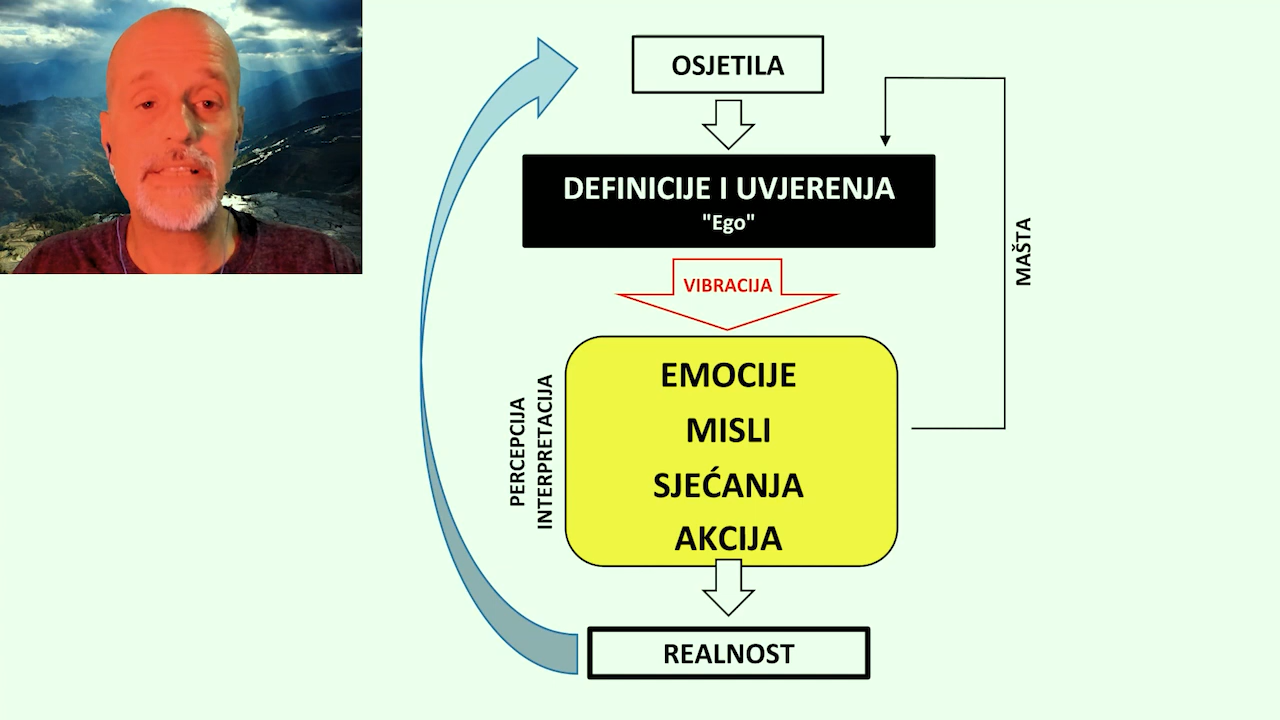 OSJETILA
DEFINICIJE I UVJERENJA
"Ego"
VIBRACIJA
MAŠTA
PERCEPCIJA
INTERPRETACIJA
EMOCIJE
MISLI
SJEĆANJA
AKCIJA
REALNOST